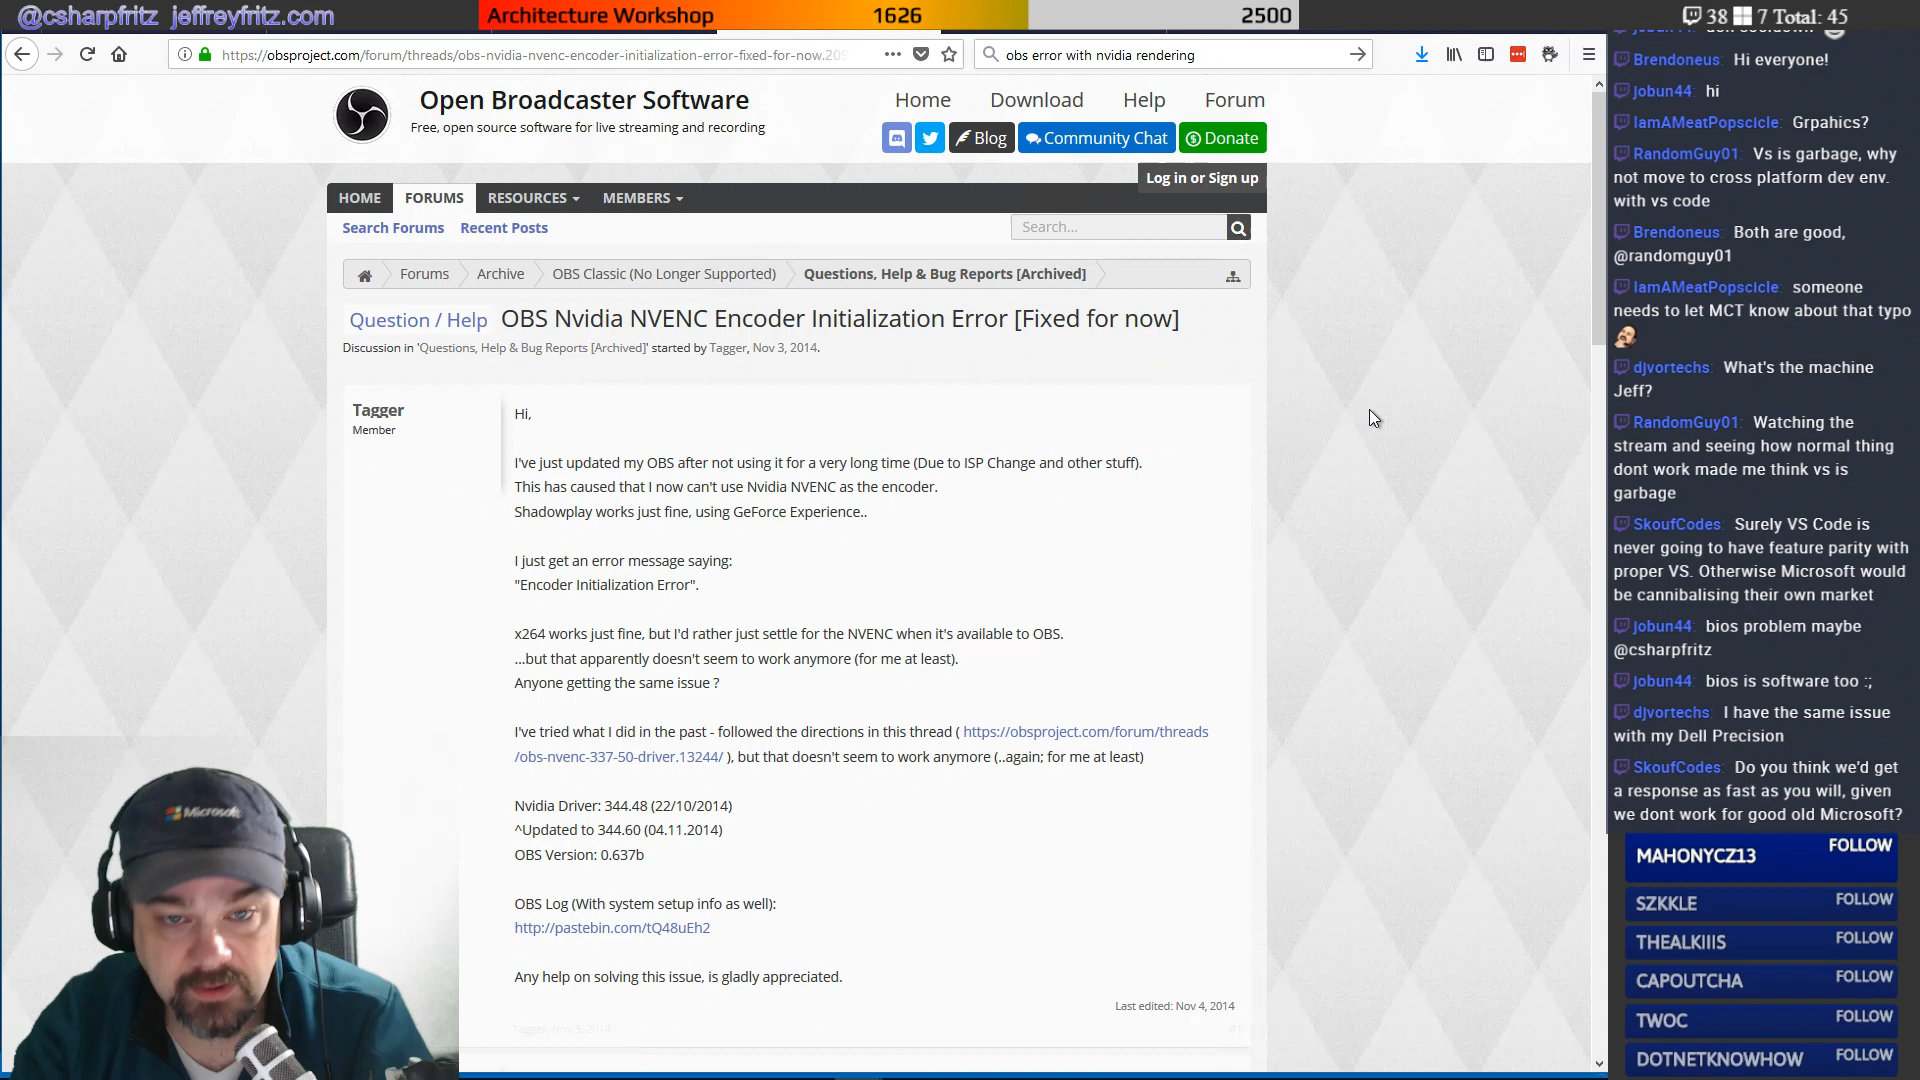 @csharpfritz jeffreyfritz.com
Architecture Workshop 1626 2500
38 7 Total: 45
https://obsproject.com/forum/threads/obs-nvidia-nvenc-encoder-initialization-error-fixed-for-now.209
obs error with nvidia rendering
Open Broadcaster Software
Free, open source software for live streaming and recording
Home Download Help Forum
Blog Community Chat Donate
Log in or Sign up
HOME FORUMS RESOURCES MEMBERS
Search Forums Recent Posts
Search...
Forums Archive OBS Classic (No Longer Supported) Questions, Help & Bug Reports [Archived]
Question / Help OBS Nvidia NVENC Encoder Initialization Error [Fixed for now]
Discussion in 'Questions, Help & Bug Reports [Archived]' started by Tagger, Nov 3, 2014.
Tagger
Member
Hi,
I've just updated my OBS after not using it for a very long time (Due to ISP Change and other stuff).
This has caused that I now can't use Nvidia NVENC as the encoder.
Shadowplay works just fine, using GeForce Experience..
I just get an error message saying:
"Encoder Initialization Error".
x264 works just fine, but I'd rather just settle for the NVENC when it's available to OBS.
...but that apparently doesn't seem to work anymore (for me at least).
Anyone getting the same issue ?
I've tried what I did in the past - followed the directions in this thread ( https://obsproject.com/forum/threads
/obs-nvenc-337-50-driver.13244/ ), but that doesn't seem to work anymore (..again; for me at least)
Nvidia Driver: 344.48 (22/10/2014)
^Updated to 344.60 (04.11.2014)
OBS Version: 0.637b
OBS Log (With system setup info as well):
http://pastebin.com/tQ48uEh2
Any help on solving this issue, is gladly appreciated.
Last edited: Nov 4, 2014
Tagger, Nov 3, 2014 #1
Microsoft
Brendoneus: Hi everyone!
jobun44: hi
IamAMeatPopscicle: Grpahics?
RandomGuy01: Vs is garbage, why
not move to cross platform dev env.
with vs code
Brendoneus: Both are good,
@randomguy01
IamAMeatPopscicle: someone
needs to let MCT know about that typo
djvortechs: What's the machine
Jeff?
RandomGuy01: Watching the
stream and seeing how normal thing
dont work made me think vs is
garbage
SkoufCodes: Surely VS Code is
never going to have feature parity with
proper VS. Otherwise Microsoft would
be cannibalising their own market
jobun44: bios problem maybe
@csharpfritz
jobun44: bios is software too :;
djvortechs: I have the same issue
with my Dell Precision
SkoufCodes: Do you think we'd get
a response as fast as you will, given
we dont work for good old Microsoft?
MAHONYCZ13 FOLLOW
SZKKLE FOLLOW
THEALKIIIS FOLLOW
CAPOUTCHA FOLLOW
TWOC FOLLOW
DOTNETKNOWHOW FOLLOW